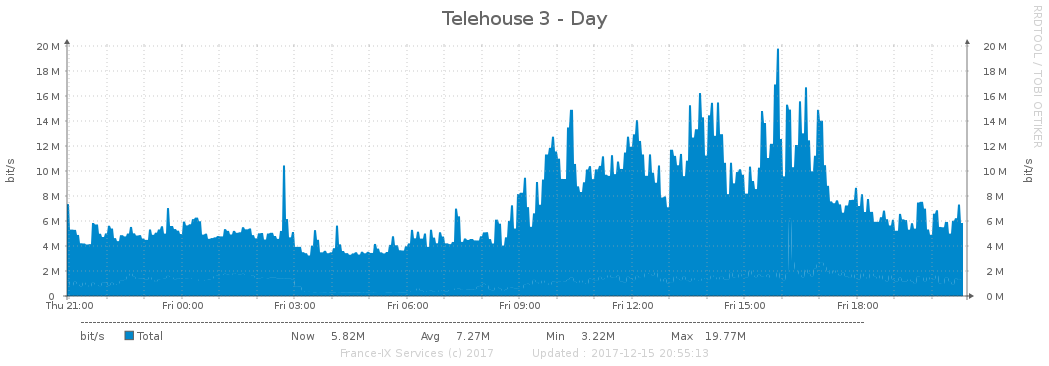 Telehouse 3 - Day
RRDTOOL / TOBI OETIKER
20 M 20 M
18 M 18 M
16 M 16 M
14 M 14 M
12 M 12 M
10 M 10 M
8 M 8 M
6 M 6 M
4 M 4 M
2 M 2 M
0 0 M
bit/s bit/s
Thu 21:00 Fri 00:00 Fri 03:00 Fri 06:00 Fri 09:00 Fri 12:00 Fri 15:00 Fri 18:00
bit/s Total Now 5.82M Avg 7.27M Min 3.22M Max 19.77M
France-IX Services (c) 2017 Updated : 2017-12-15 20:55:13